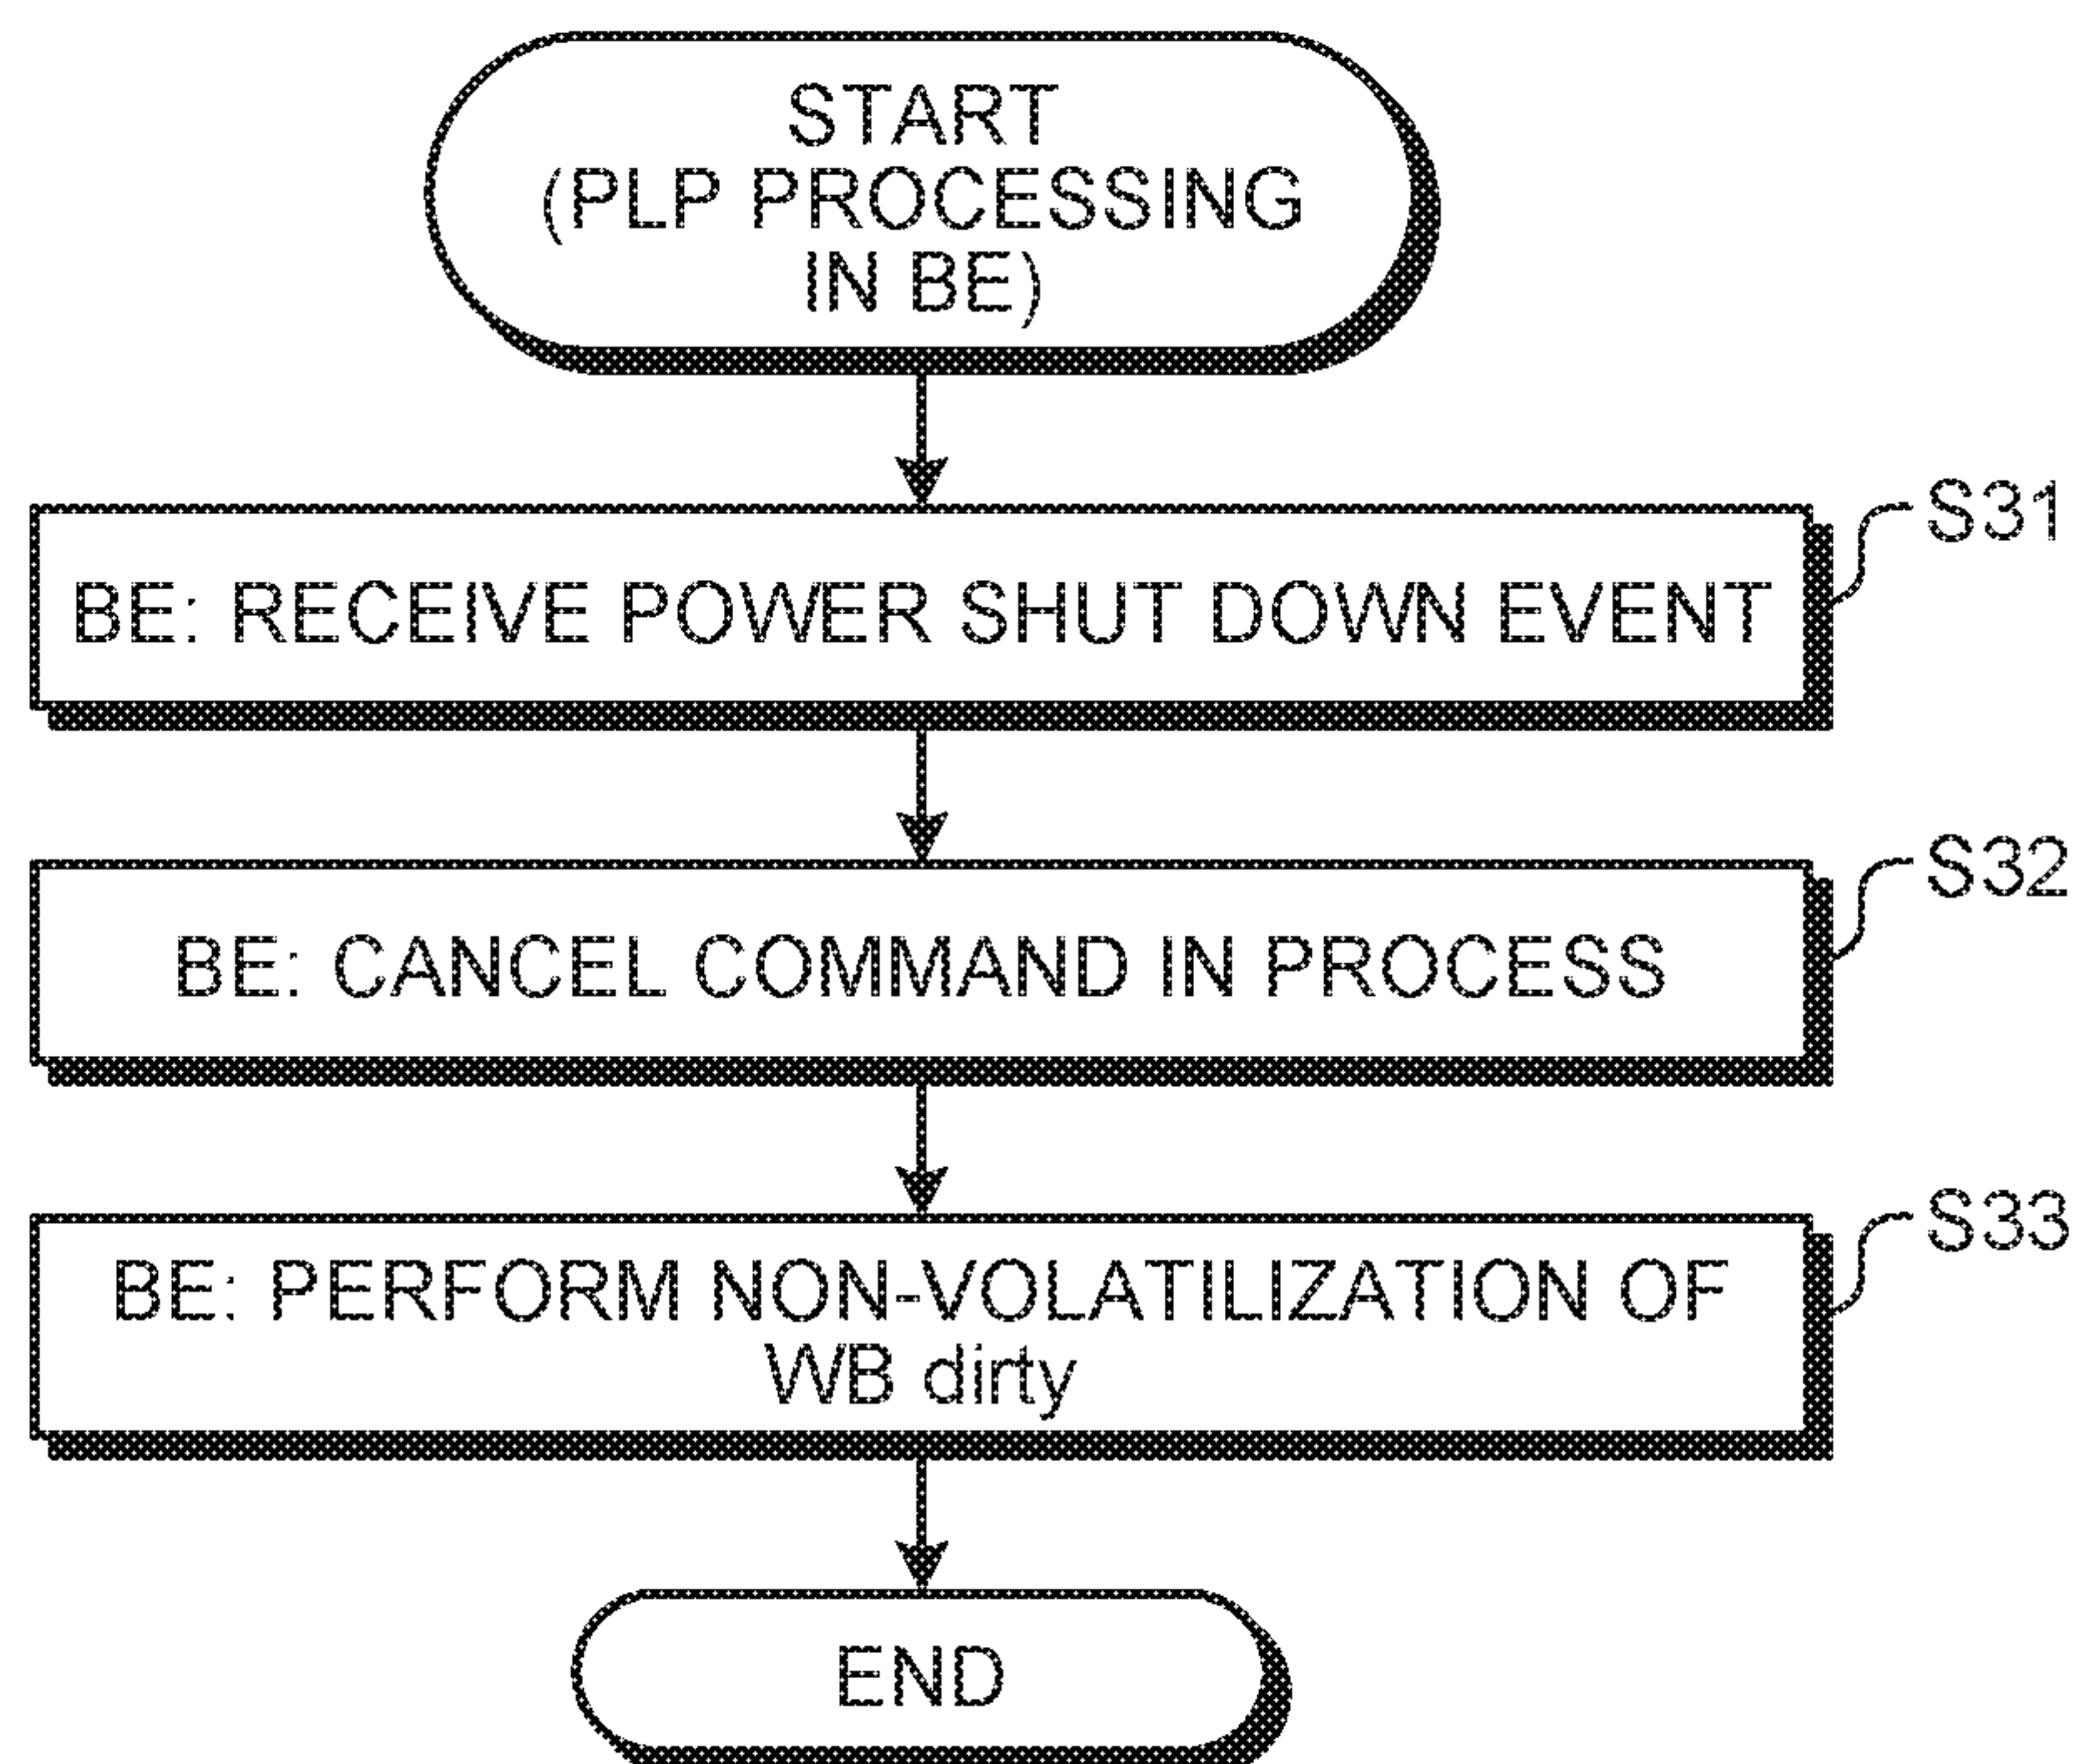 START
(PLP PROCESSING
IN BE)
S31
BE: RECEIVE POWER SHUT DOWN EVENT
S32
BE: CANCEL COMMAND IN PROCESS
S33
BE: PERFORM NON-VOLATILIZATION OF
WB dirty
END